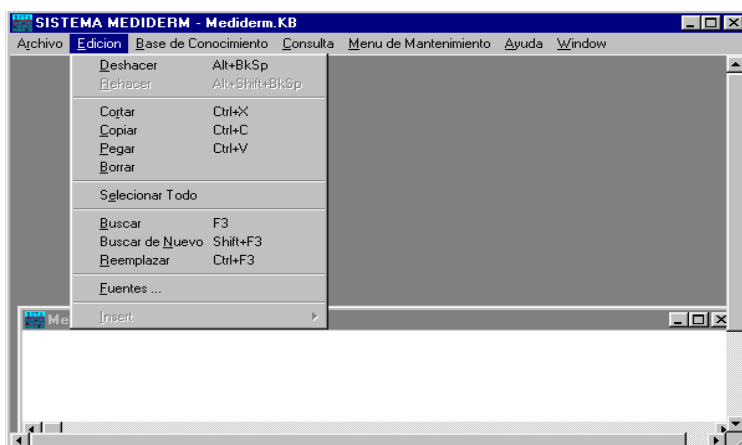 SISTEMA MEDIDERM - Mediderm.KB
Archivo Edicion Base de Conocimiento Consulta Menu de Mantenimiento Ayuda Window
Deshacer Alt+BkSp
Rehacer Alt+Shift+BkSp
Cortar Ctrl+X
Copiar Ctrl+C
Pegar Ctrl+V
Borrar
Selecionar Todo
Buscar F3
Buscar de Nuevo Shift+F3
Reemplazar Ctrl+F3
Fuentes ...
Insert
Me